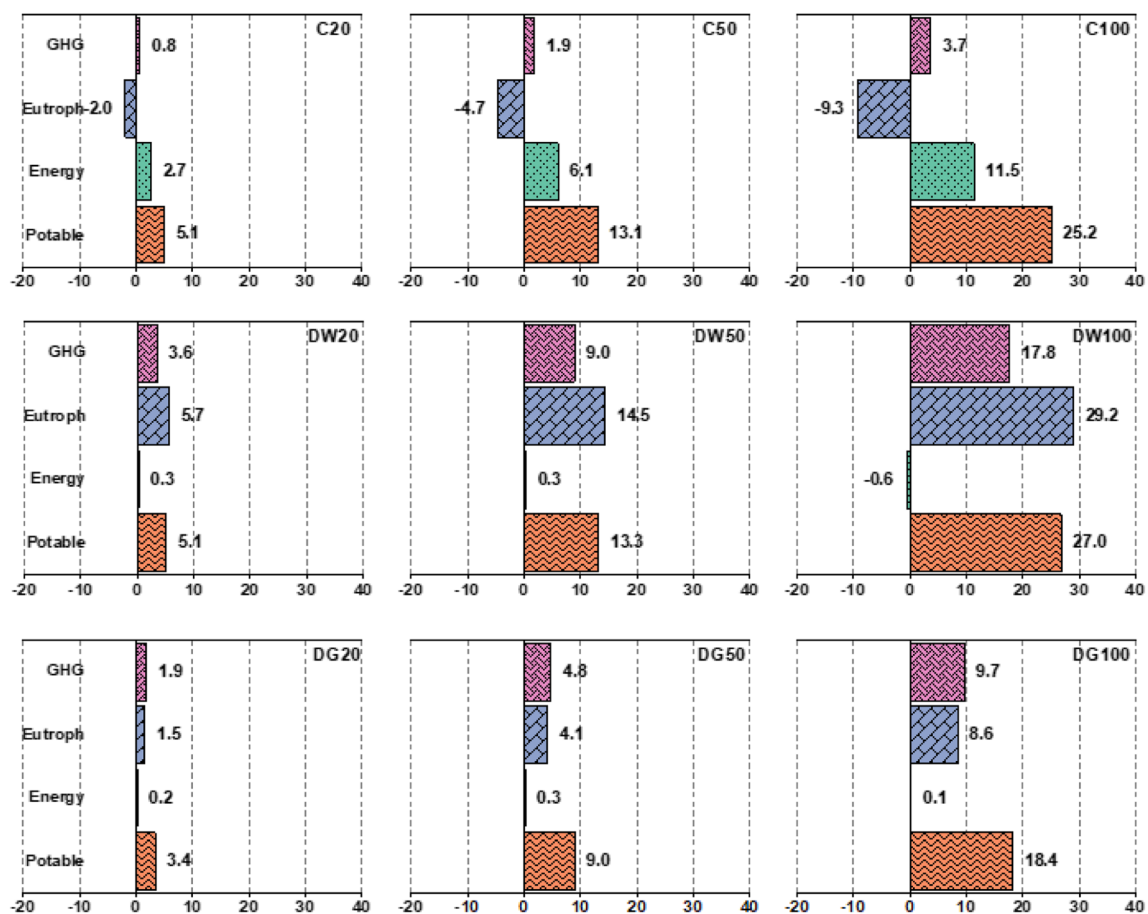 C20 C50 C100
GHG 0.8 1.9 3.7
Eutroph -2.0 -4.7 -9.3
Energy 2.7 6.1 11.5
Potable 5.1 13.1 25.2
-20 -10 0 10 20 30 40 -20 -10 0 10 20 30 40 -20 -10 0 10 20 30 40
DW20 DW50 DW100
GHG 3.6 9.0 17.8
Eutroph 5.7 14.5 29.2
Energy 0.3 0.3 -0.6
Potable 5.1 13.3 27.0
-20 -10 0 10 20 30 40 -20 -10 0 10 20 30 40 -20 -10 0 10 20 30 40
DG20 DG50 DG100
GHG 1.9 4.8 9.7
Eutroph 1.5 4.1 8.6
Energy 0.2 0.3 0.1
Potable 3.4 9.0 18.4
-20 -10 0 10 20 30 40 -20 -10 0 10 20 30 40 -20 -10 0 10 20 30 40